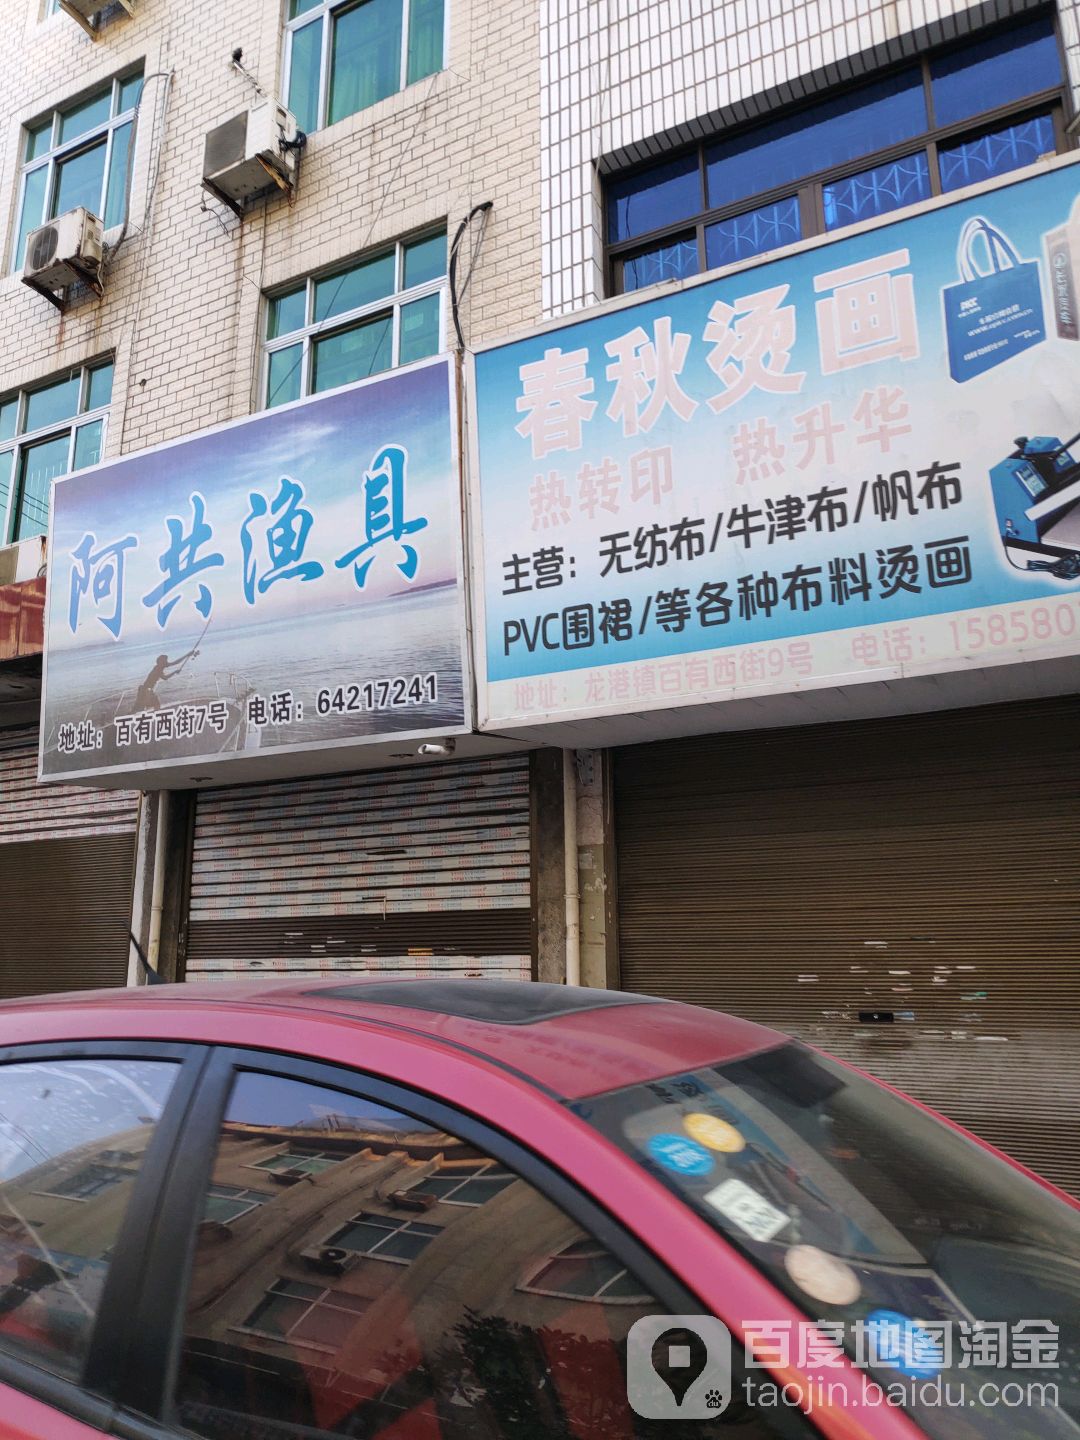 阿共渔具
地址：百有西街7号 电话：64217241
春秋烫画
热转印 热升华
主营：无纺布/牛津布/帆布
PVC围裙/等各种布料烫画
地址：龙港镇百有西街9号 电话：158580
百度地图淘金
taojin.baidu.com